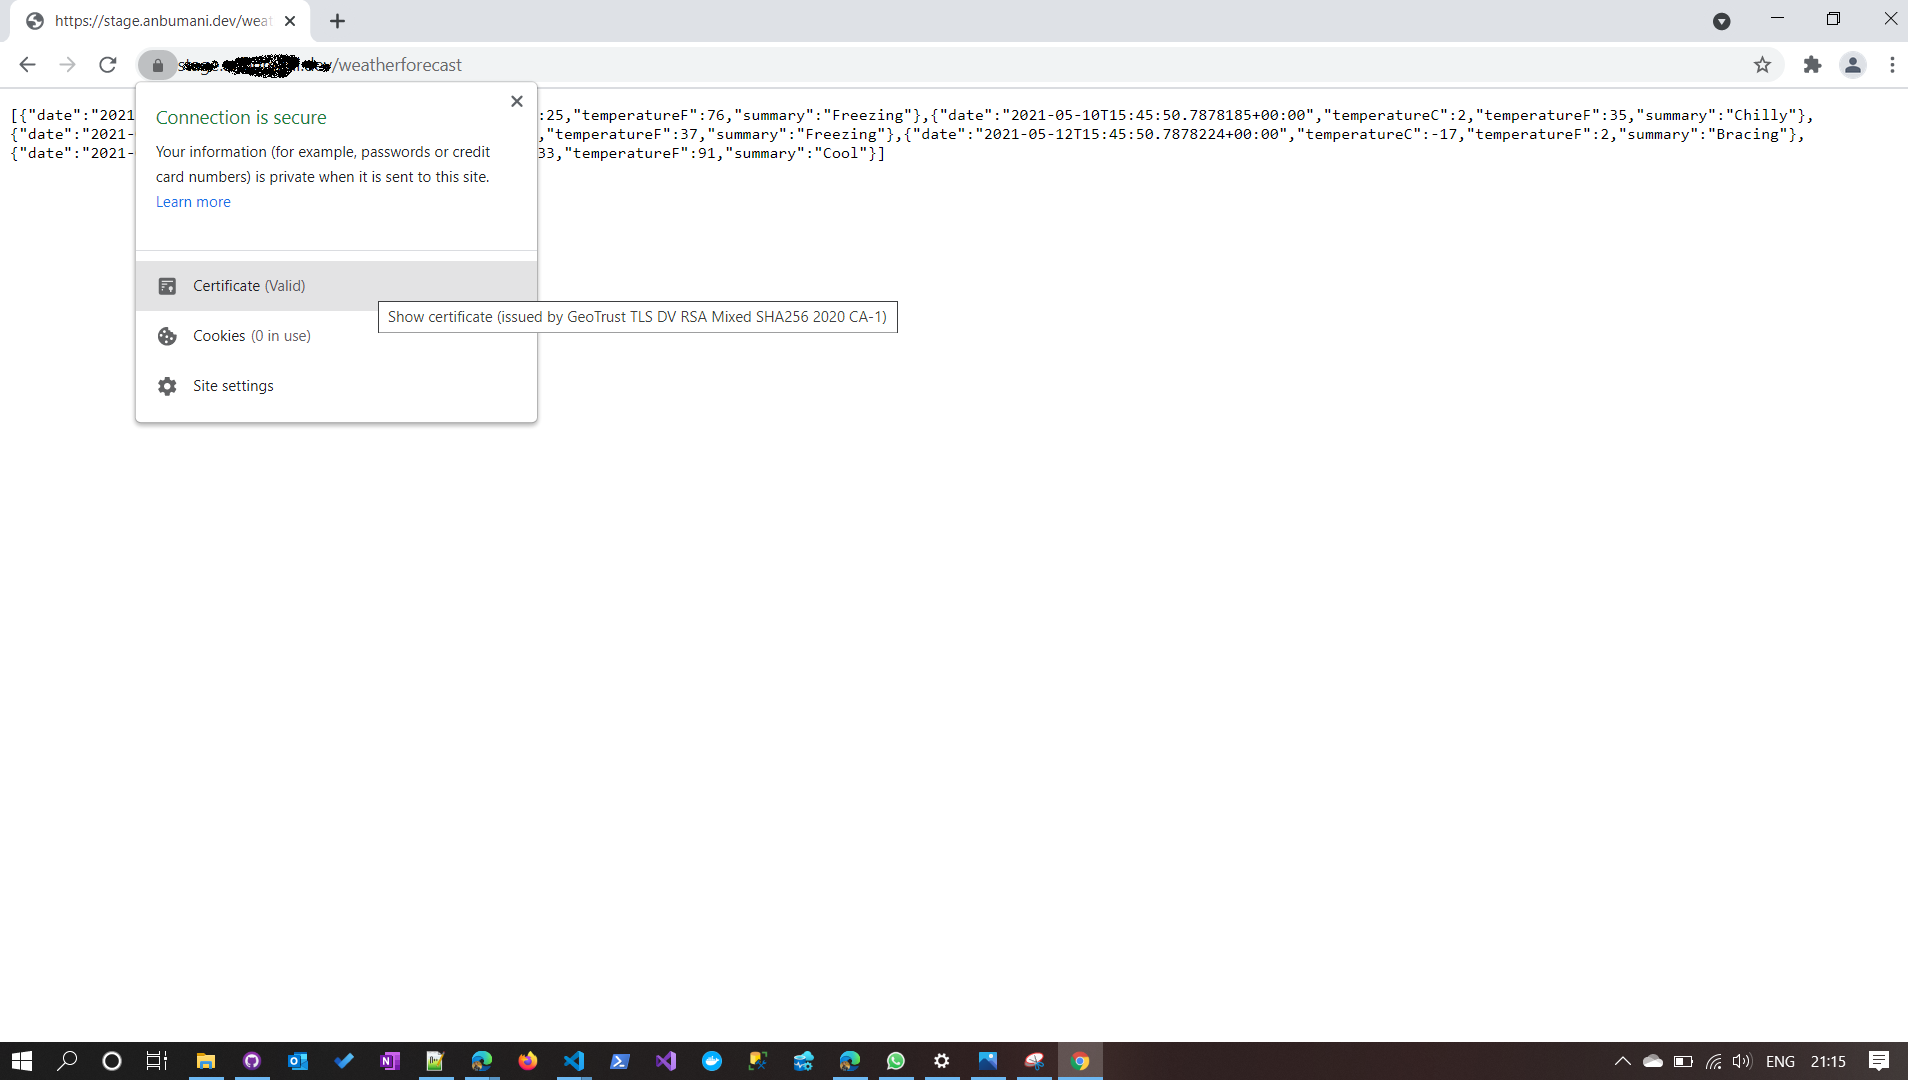 https://stage.anbumani.dev/weat
/weatherforecast
[{"date":"2021
:25,"temperatureF":76,"summary":"Freezing"},{"date":"2021-05-10T15:45:50.7878185+00:00","temperatureC":2,"temperatureF":35,"summary":"Chilly"},
{"date":"2021-
,"temperatureF":37,"summary":"Freezing"},{"date":"2021-05-12T15:45:50.7878224+00:00","temperatureC":-17,"temperatureF":2,"summary":"Bracing"},
{"date":"2021-
33,"temperatureF":91,"summary":"Cool"}]
Connection is secure
Your information (for example, passwords or credit
card numbers) is private when it is sent to this site.
Learn more
Certificate (Valid)
Show certificate (issued by GeoTrust TLS DV RSA Mixed SHA256 2020 CA-1)
Cookies (0 in use)
Site settings
ENG
21:15